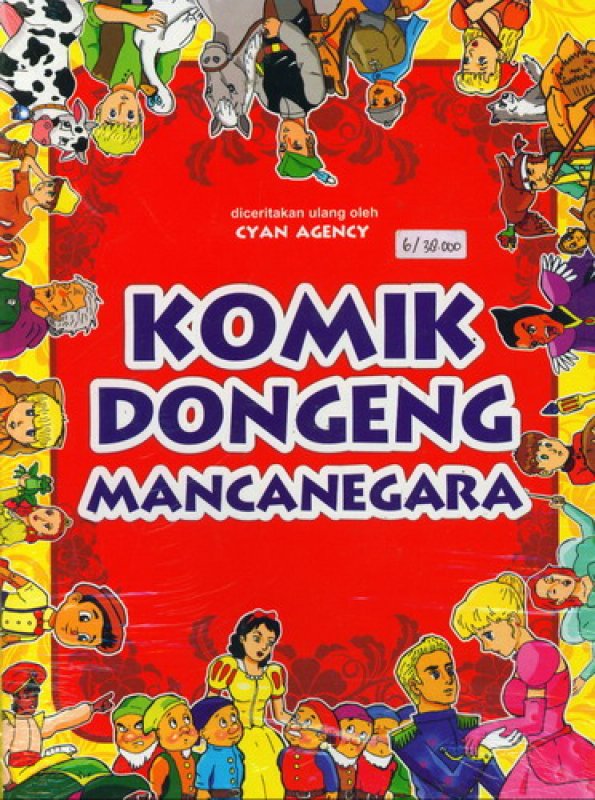 diceritakan ulang oleh
CYAN AGENCY
6/38.000
KOMIK
DONGENG
MANCANEGARA